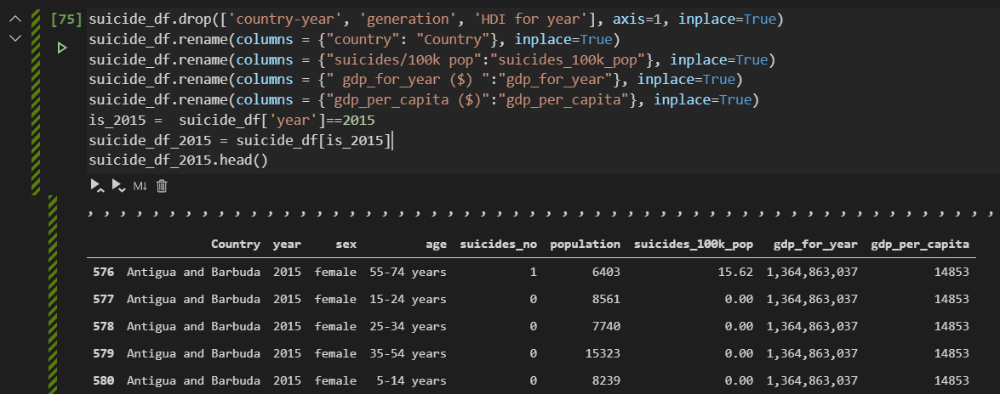 [75] suicide_df.drop(['country-year', 'generation', 'HDI for year'], axis=1, inplace=True)
suicide_df.rename(columns = {"country": "Country"}, inplace=True)
suicide_df.rename(columns = {"suicides/100k pop":"suicides_100k_pop"}, inplace=True)
suicide_df.rename(columns = {" gdp_for_year ($) ":"gdp_for_year"}, inplace=True)
suicide_df.rename(columns = {"gdp_per_capita ($)":"gdp_per_capita"}, inplace=True)
is_2015 =  suicide_df['year']==2015
suicide_df_2015 = suicide_df[is_2015]
suicide_df_2015.head()
M↓
, , , , , , , , , , , , , , , , , , , , , , , , , , , , , , , , , , , , , , , , , , , , , , , , , , , , , , , , ,
Country year sex age suicides_no population suicides_100k_pop gdp_for_year gdp_per_capita
576 Antigua and Barbuda 2015 female 55-74 years 1 6403 15.62 1,364,863,037 14853
577 Antigua and Barbuda 2015 female 15-24 years 0 8561 0.00 1,364,863,037 14853
578 Antigua and Barbuda 2015 female 25-34 years 0 7740 0.00 1,364,863,037 14853
579 Antigua and Barbuda 2015 female 35-54 years 0 15323 0.00 1,364,863,037 14853
580 Antigua and Barbuda 2015 female 5-14 years 0 8239 0.00 1,364,863,037 14853